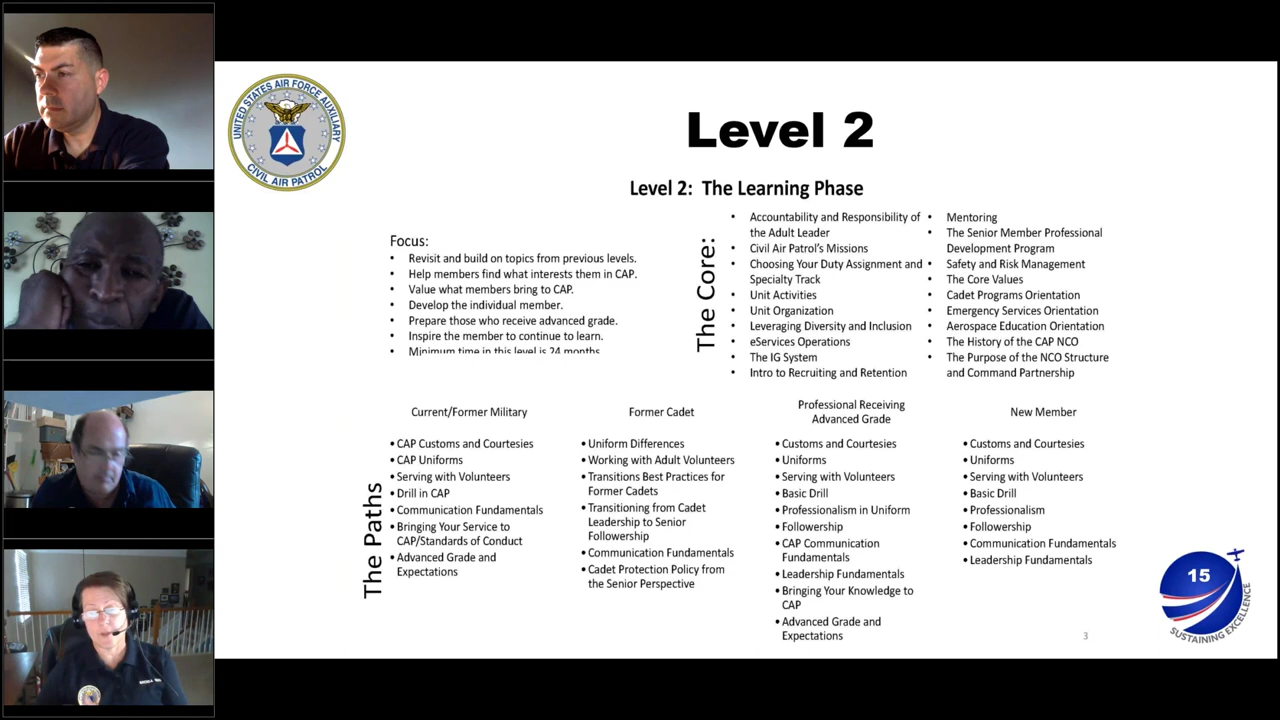 UNITED STATES AIR FORCE AUXILIARY
CIVIL AIR PATROL
Level 2
Level 2: The Learning Phase
Focus:
• Revisit and build on topics from previous levels.
• Help members find what interests them in CAP.
• Value what members bring to CAP.
• Develop the individual member.
• Prepare those who receive advanced grade.
• Inspire the member to continue to learn.
• Minimum time in this level is 24 months
The Core:
• Accountability and Responsibility of
the Adult Leader
• Civil Air Patrol's Missions
• Choosing Your Duty Assignment and
Specialty Track
• Unit Activities
• Unit Organization
• Leveraging Diversity and Inclusion
• eServices Operations
• The IG System
• Intro to Recruiting and Retention
• Mentoring
• The Senior Member Professional
Development Program
• Safety and Risk Management
• The Core Values
• Cadet Programs Orientation
• Emergency Services Orientation
• Aerospace Education Orientation
• The History of the CAP NCO
• The Purpose of the NCO Structure
and Command Partnership
The Paths
Current/Former Military
• CAP Customs and Courtesies
• CAP Uniforms
• Serving with Volunteers
• Drill in CAP
• Communication Fundamentals
• Bringing Your Service to
CAP/Standards of Conduct
• Advanced Grade and
Expectations
Former Cadet
• Uniform Differences
• Working with Adult Volunteers
• Transitions Best Practices for
Former Cadets
• Transitioning from Cadet
Leadership to Senior
Followership
• Communication Fundamentals
• Cadet Protection Policy from
the Senior Perspective
Professional Receiving
Advanced Grade
• Customs and Courtesies
• Uniforms
• Serving with Volunteers
• Basic Drill
• Professionalism in Uniform
• Followership
• CAP Communication
Fundamentals
• Leadership Fundamentals
• Bringing Your Knowledge to
CAP
• Advanced Grade and
Expectations
New Member
• Customs and Courtesies
• Uniforms
• Serving with Volunteers
• Basic Drill
• Professionalism
• Followership
• Communication Fundamentals
• Leadership Fundamentals
15
SUSTAINING EXCELLENCE
3